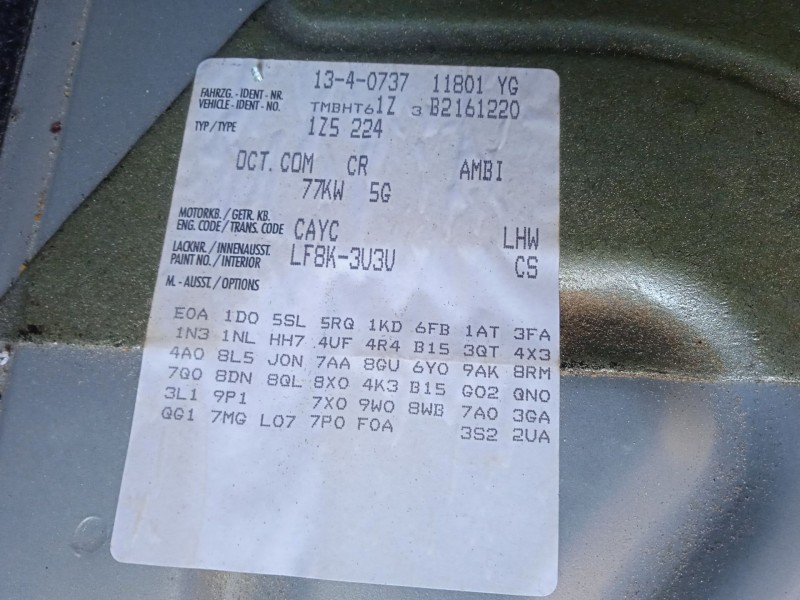 13-4-0737 11801 YG
FAHRZG. - IDENT - NR.
VEHICLE - IDENT - NO. TMBHT61Z 3 B2161220
TYP / TYPE 1Z5 224
OCT.COM CR AMBI
77KW 5G
MOTORKB. / GETR. KB.
ENG. CODE / TRANS. CODE CAYC LHW
LACKNR. / INNENAUSST.
PAINT NO. / INTERIOR LF8K-3U3U CS
M. - AUSST. / OPTIONS
E0A 1D0 5SL 5RQ 1KD 6FB 1AT 3FA
1N3 1NL HH7 4UF 4R4 B15 3QT 4X3
4A0 8L5 J0N 7AA 8GU 6Y0 9AK 8RM
7Q0 8DN 8QL 8X0 4K3 B15 G02 QN0
3L1 9P1 7X0 9W0 8WB 7A0 3GA
QG1 7MG L07 7P0 F0A 3S2 2UA